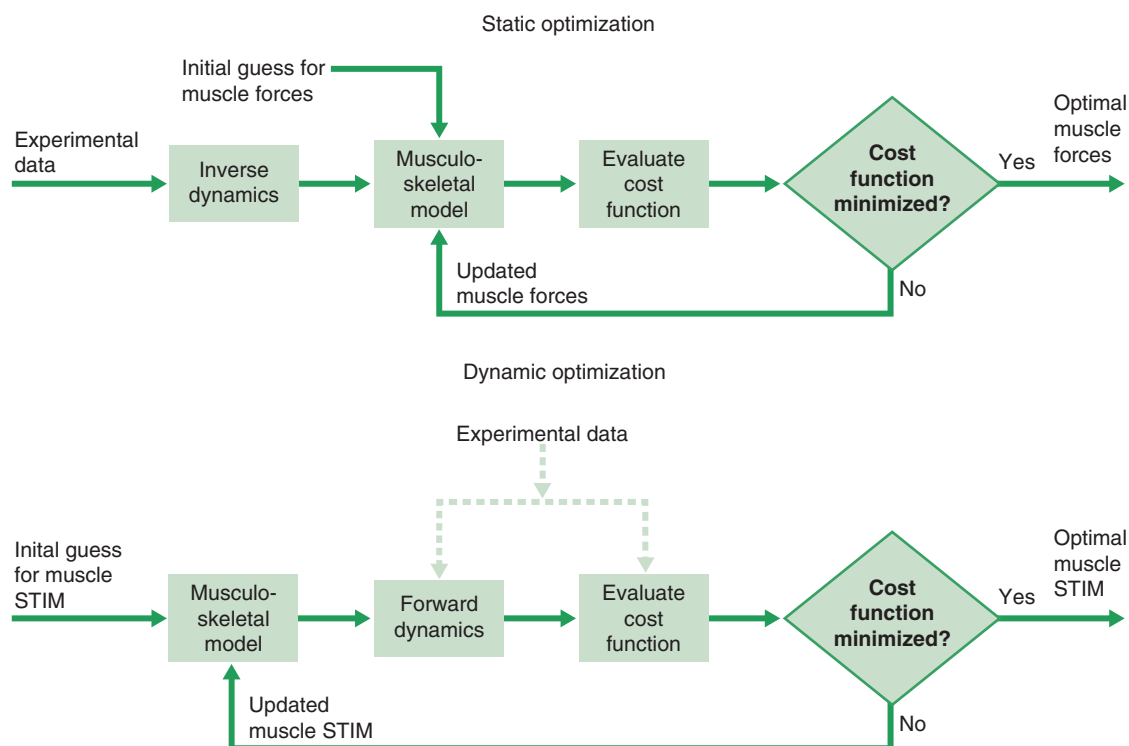 Static optimization
Initial guess for
muscle forces
Experimental
data
Inverse
dynamics
Musculo-
skeletal
model
Evaluate
cost
function
Cost
function
minimized?
Yes
Optimal
muscle
forces
No
Updated
muscle forces
Dynamic optimization
Experimental data
Inital guess
for muscle
STIM
Musculo-
skeletal
model
Forward
dynamics
Evaluate
cost
function
Cost
function
minimized?
Yes
Optimal
muscle
STIM
No
Updated
muscle STIM